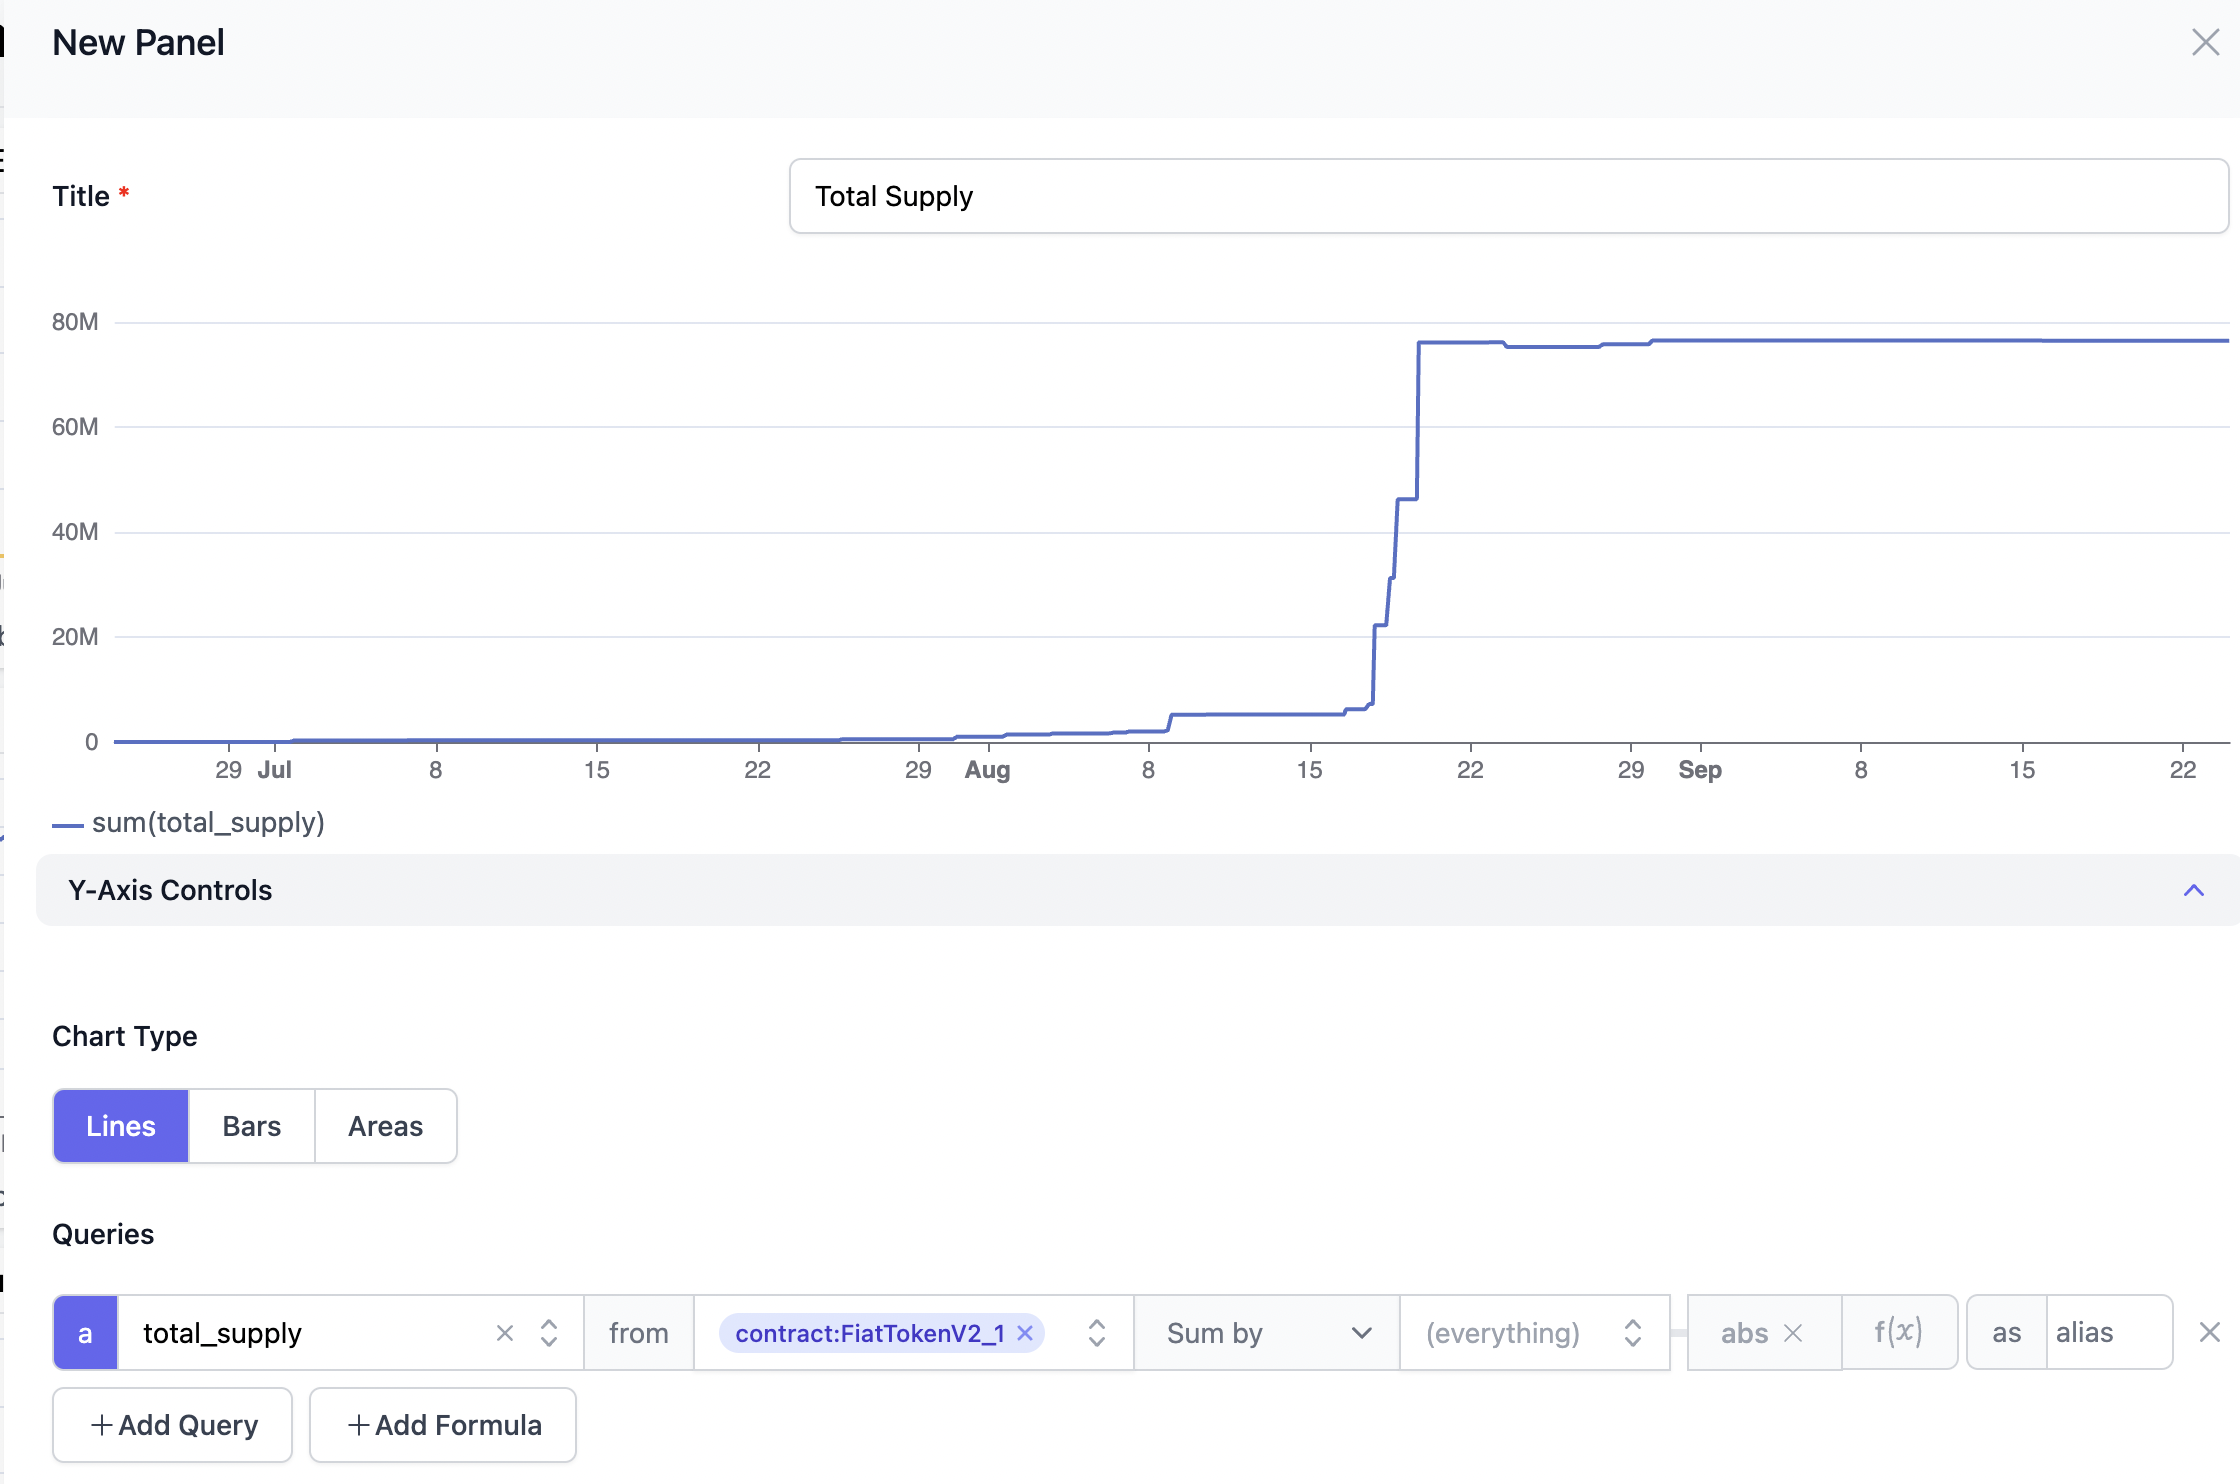 New Panel
Title *
Total Supply
80M
60M
40M
20M
0
29 Jul 8 15 22 29 Aug 8 15 22 29 Sep 8 15 22
sum(total_supply)
Y-Axis Controls
Chart Type
Lines Bars Areas
Queries
a total_supply from contract:FiatTokenV2_1 Sum by (everything) abs f(x) as alias
+Add Query +Add Formula